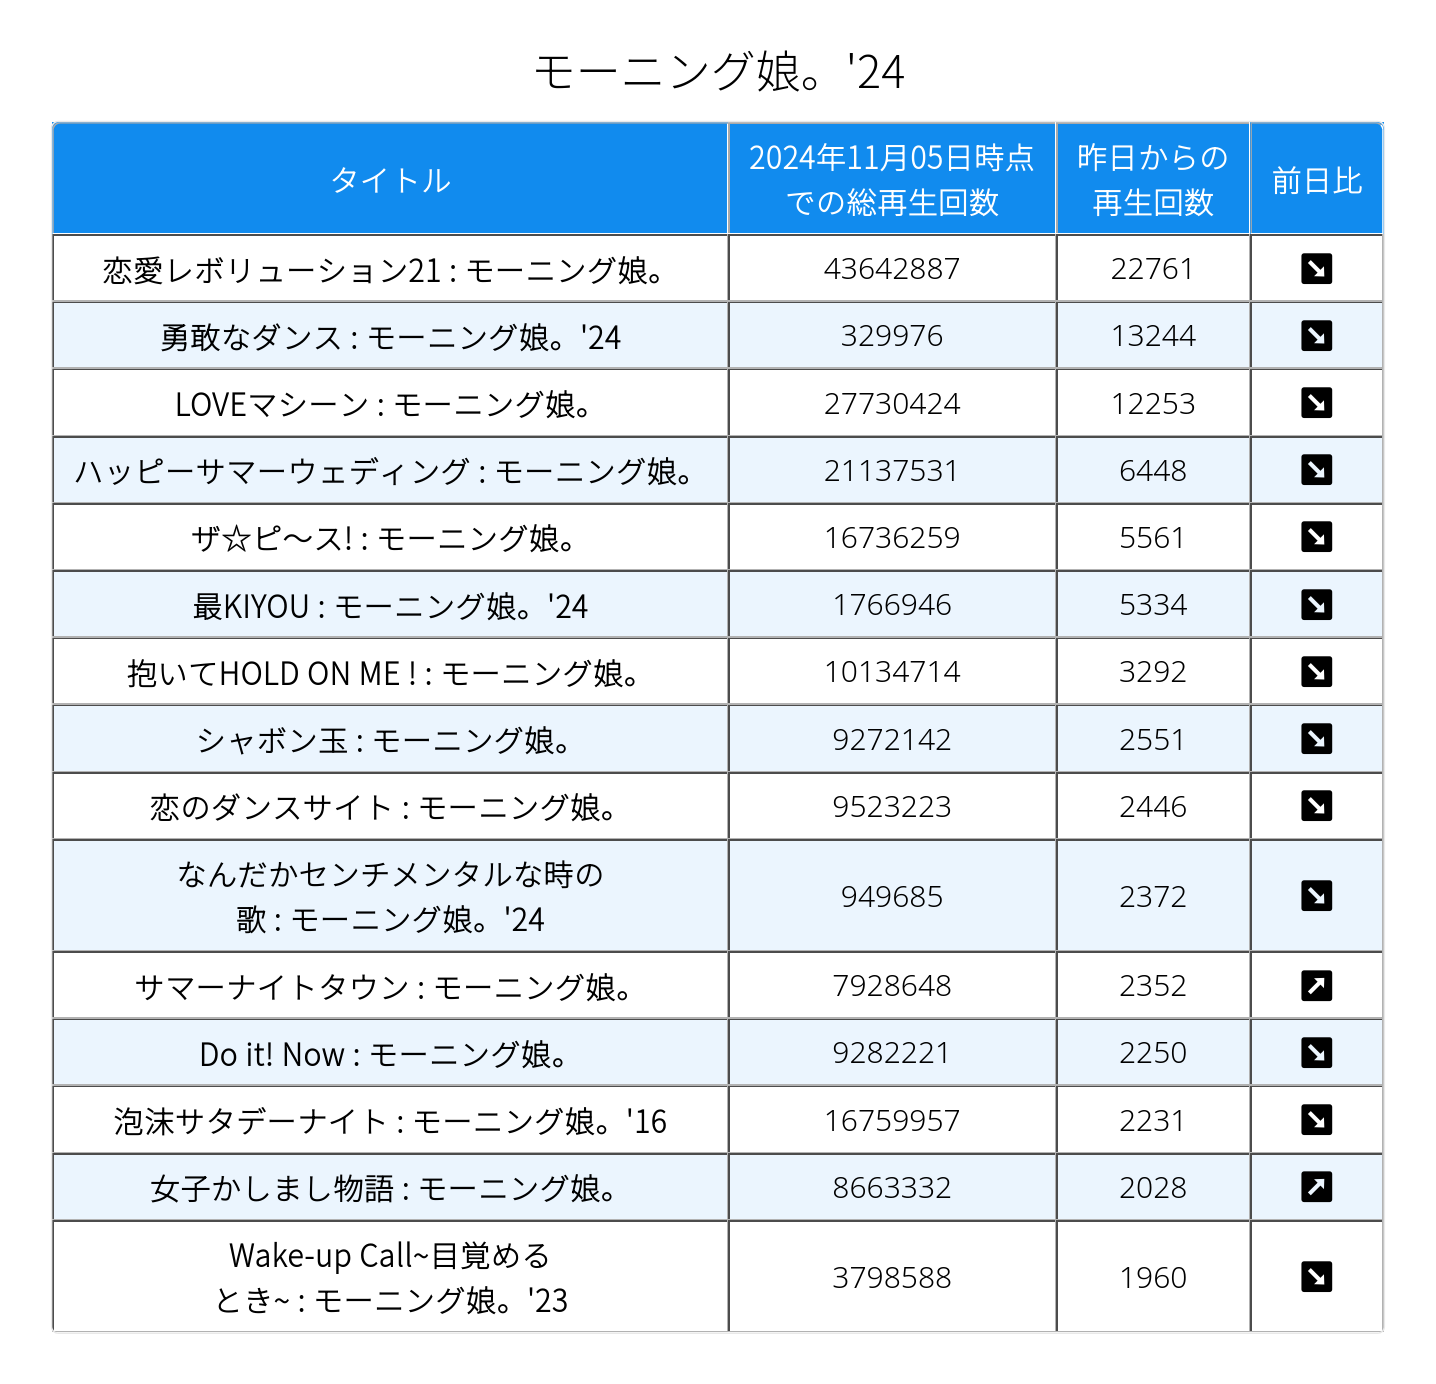 モーニング娘。'24
タイトル
2024年11月05日時点
での総再生回数
昨日からの
再生回数
前日比
恋愛レボリューション21 : モーニング娘。 43642887 22761 ↘
勇敢なダンス : モーニング娘。'24 329976 13244 ↘
LOVEマシーン : モーニング娘。 27730424 12253 ↘
ハッピーサマーウェディング : モーニング娘。 21137531 6448 ↘
ザ☆ピ〜ス! : モーニング娘。 16736259 5561 ↘
最KIYOU : モーニング娘。'24 1766946 5334 ↘
抱いてHOLD ON ME ! : モーニング娘。 10134714 3292 ↘
シャボン玉 : モーニング娘。 9272142 2551 ↘
恋のダンスサイト : モーニング娘。 9523223 2446 ↘
なんだかセンチメンタルな時の
歌 : モーニング娘。'24 949685 2372 ↘
サマーナイトタウン : モーニング娘。 7928648 2352 ↗
Do it! Now : モーニング娘。 9282221 2250 ↘
泡沫サタデーナイト : モーニング娘。'16 16759957 2231 ↘
女子かしまし物語 : モーニング娘。 8663332 2028 ↗
Wake-up Call~目覚める
とき~ : モーニング娘。'23 3798588 1960 ↘